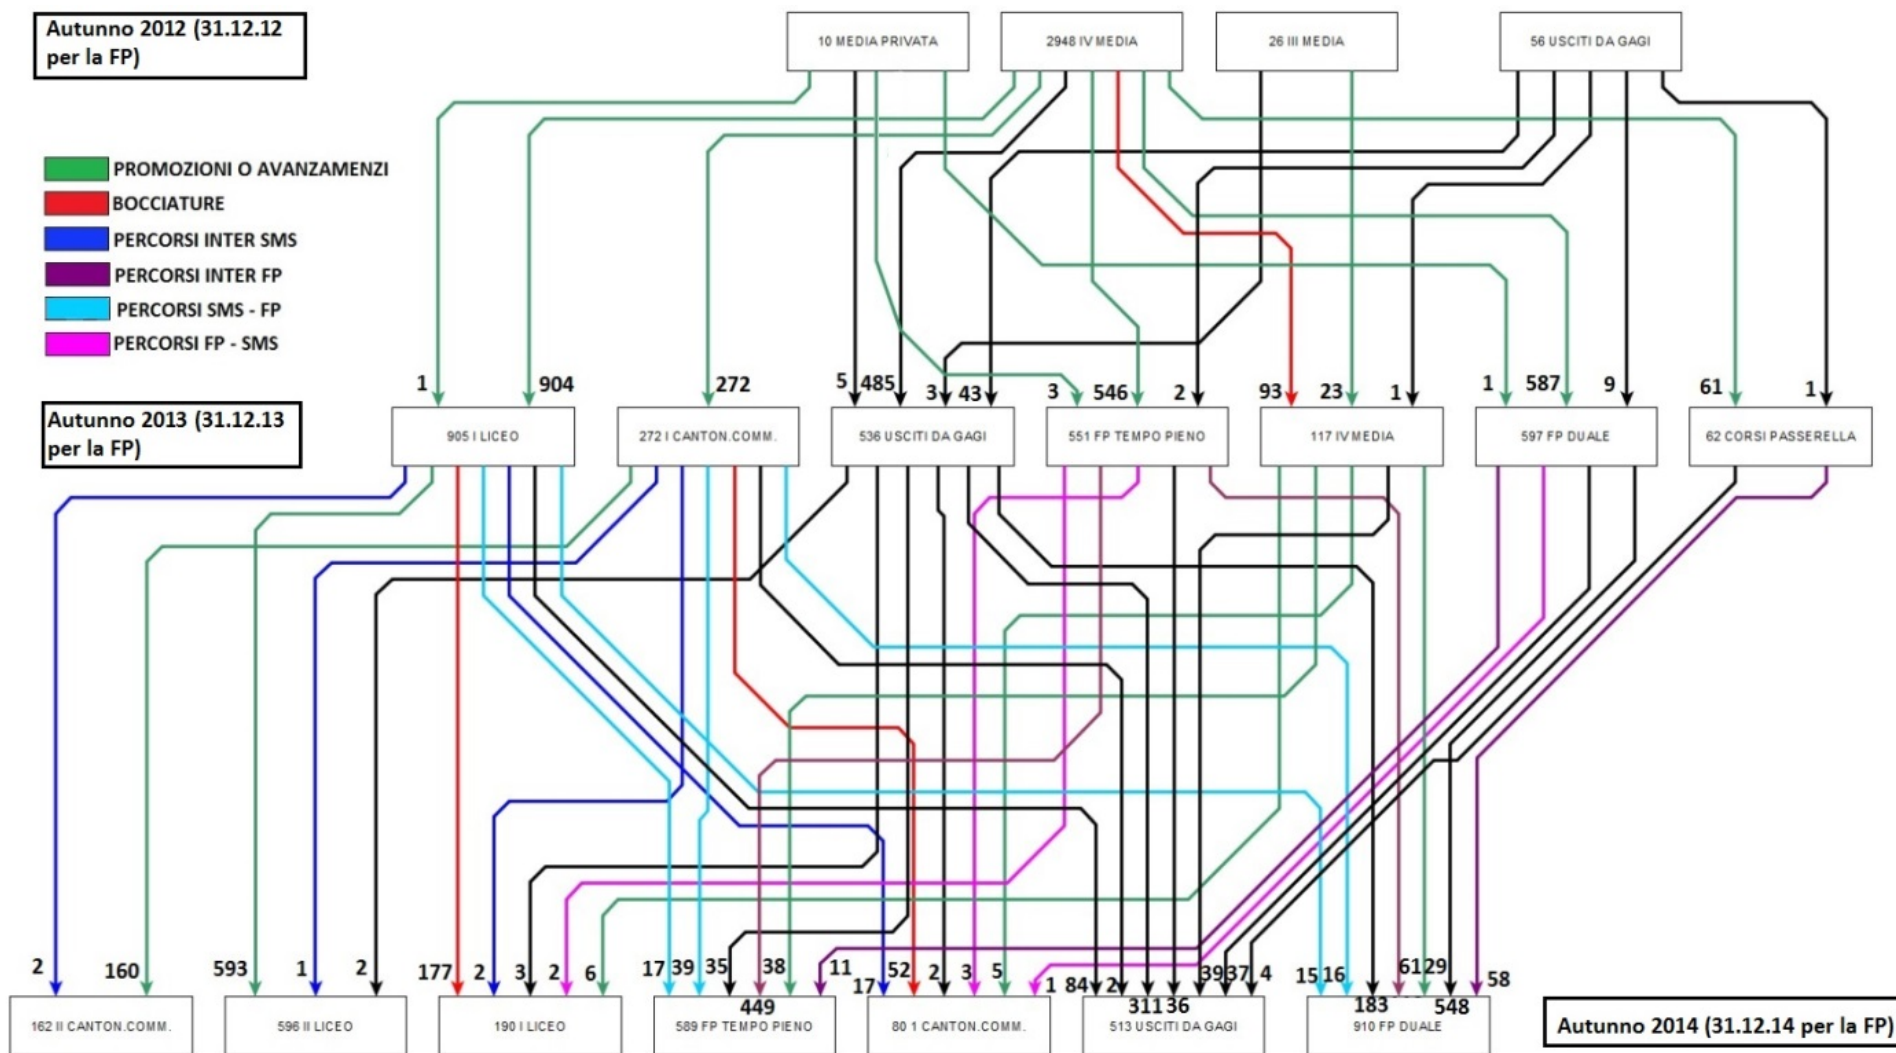 Autunno 2012 (31.12.12
per la FP)
10 MEDIA PRIVATA
2948 IV MEDIA
26 III MEDIA
56 USCITI DA GAGI
PROMOZIONI O AVANZAMENZI
BOCCIATURE
PERCORSI INTER SMS
PERCORSI INTER FP
PERCORSI SMS - FP
PERCORSI FP - SMS
1 904 272 5 485 3 43 3 546 2 93 23 1 1 587 9 61 1
Autunno 2013 (31.12.13
per la FP)
905 I LICEO
272 I CANTON.COMM.
536 USCITI DA GAGI
551 FP TEMPO PIENO
117 IV MEDIA
597 FP DUALE
62 CORSI PASSERELLA
2 160 593 1 2 177 2 3 2 6 17 39 35 38 11 17 52 2 3 5 1 84 2 39 37 4 15 16 61 29 58
449 311 36 183 548
162 II CANTON.COMM.
596 II LICEO
190 I LICEO
589 FP TEMPO PIENO
80 1 CANTON.COMM.
513 USCITI DA GAGI
910 FP DUALE
Autunno 2014 (31.12.14 per la FP)